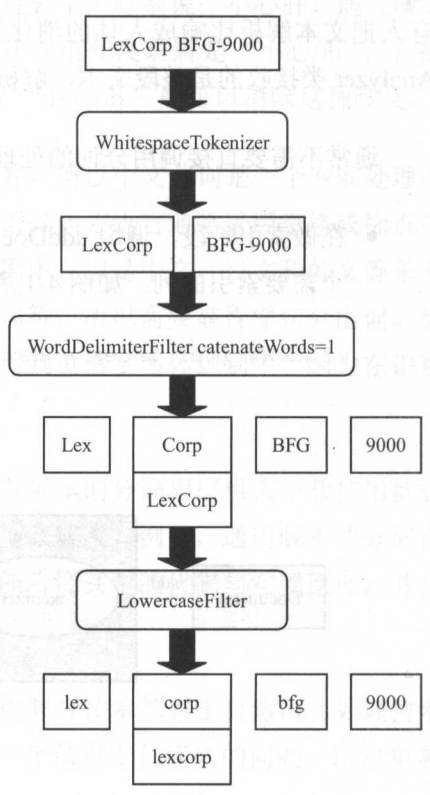 LexCorp BFG-9000
WhitespaceTokenizer
LexCorp BFG-9000
WordDelimiterFilter catenateWords=1
Lex Corp BFG 9000
LexCorp
LowercaseFilter
lex corp bfg 9000
lexcorp